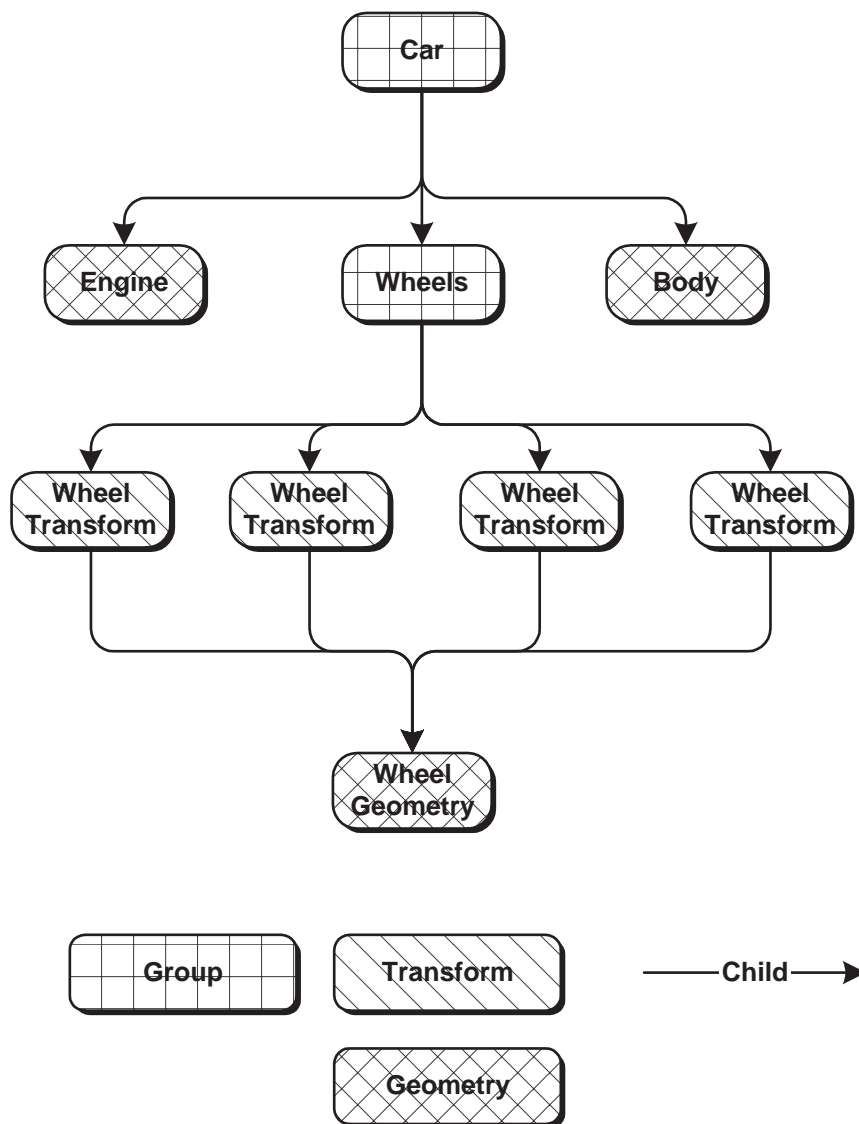 Car
Engine
Wheels
Body
Wheel
Transform
Wheel
Transform
Wheel
Transform
Wheel
Transform
Wheel
Geometry
Group
Transform
Child
Geometry